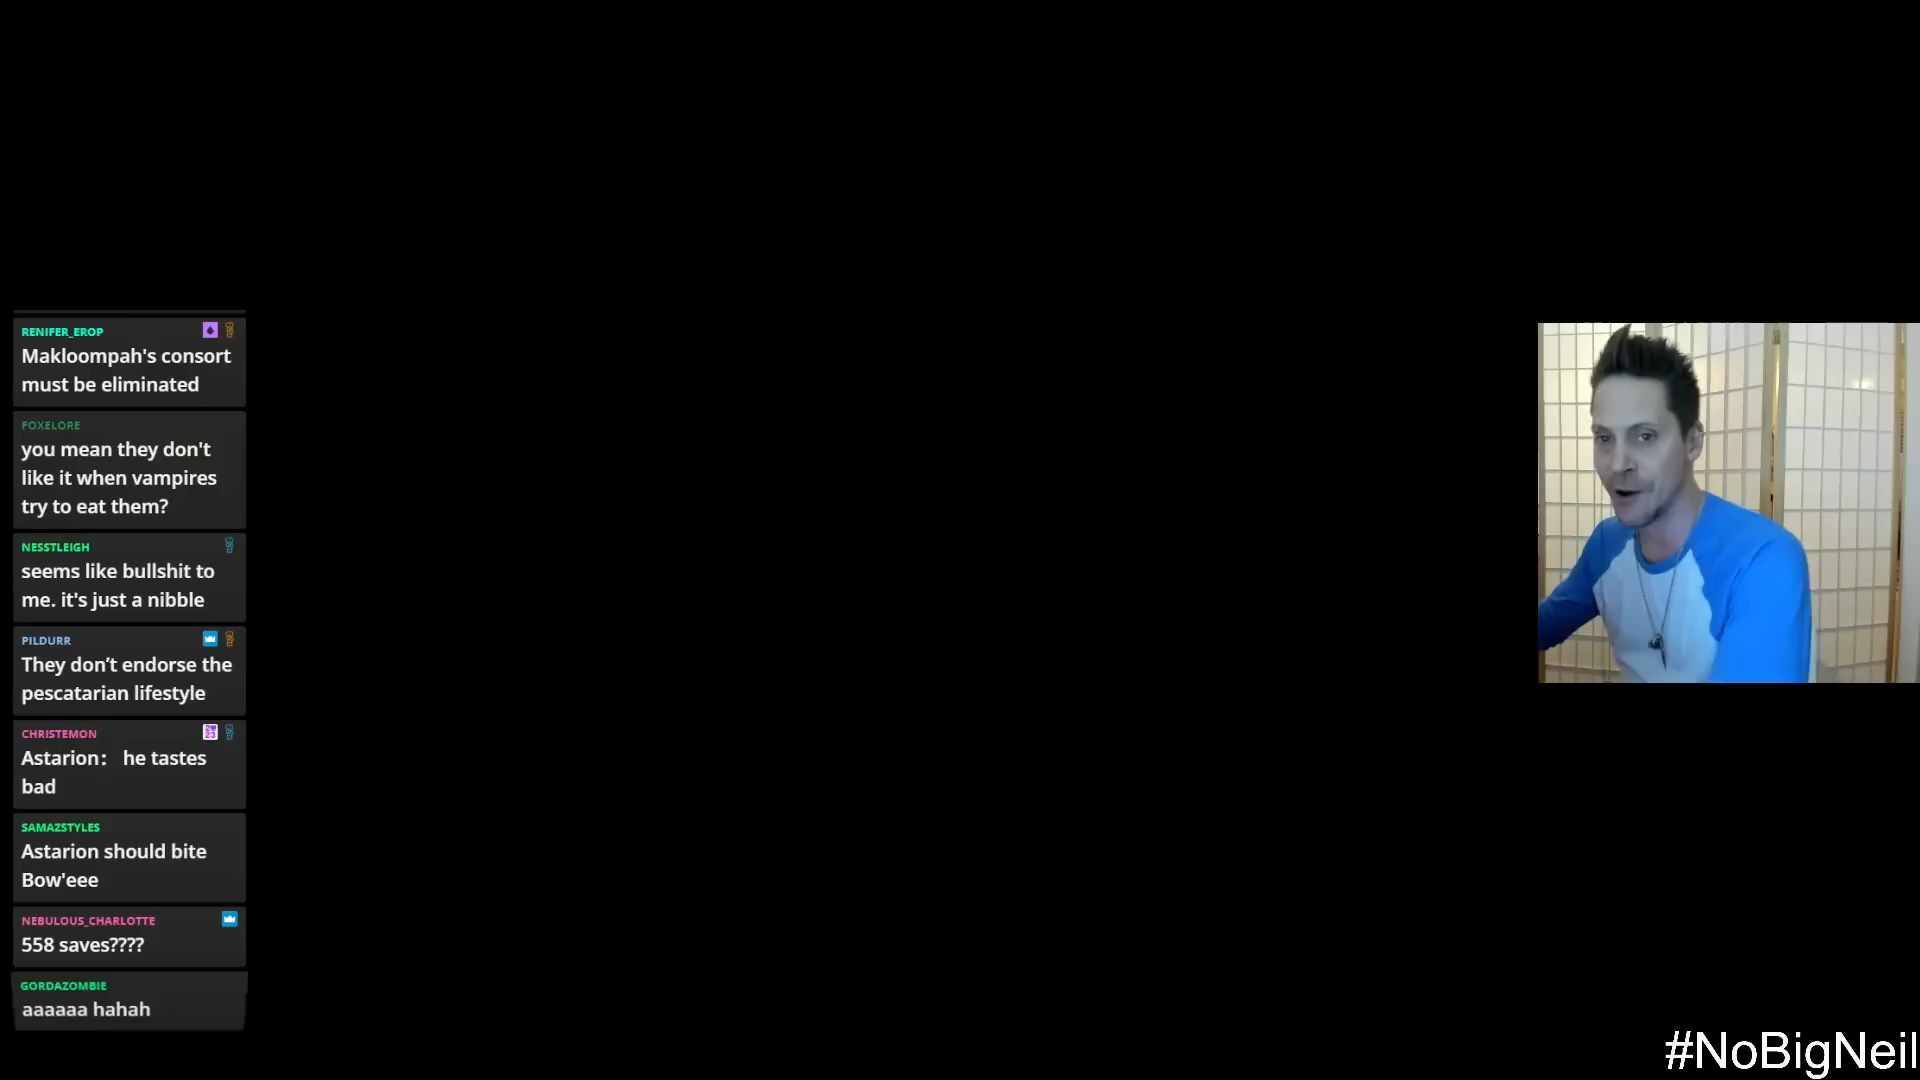 RENIFER_EROP
Makloompah's consort
must be eliminated
FOXELORE
you mean they don't
like it when vampires
try to eat them?
NESSTLEIGH
seems like bullshit to
me. it's just a nibble
PILDURR
They don’t endorse the
pescatarian lifestyle
CHRISTEMON
Astarion： he tastes
bad
SAMAZSTYLES
Astarion should bite
Bow'eee
NEBULOUS_CHARLOTTE
558 saves????
GORDAZOMBIE
aaaaaa hahah
#NoBigNeil